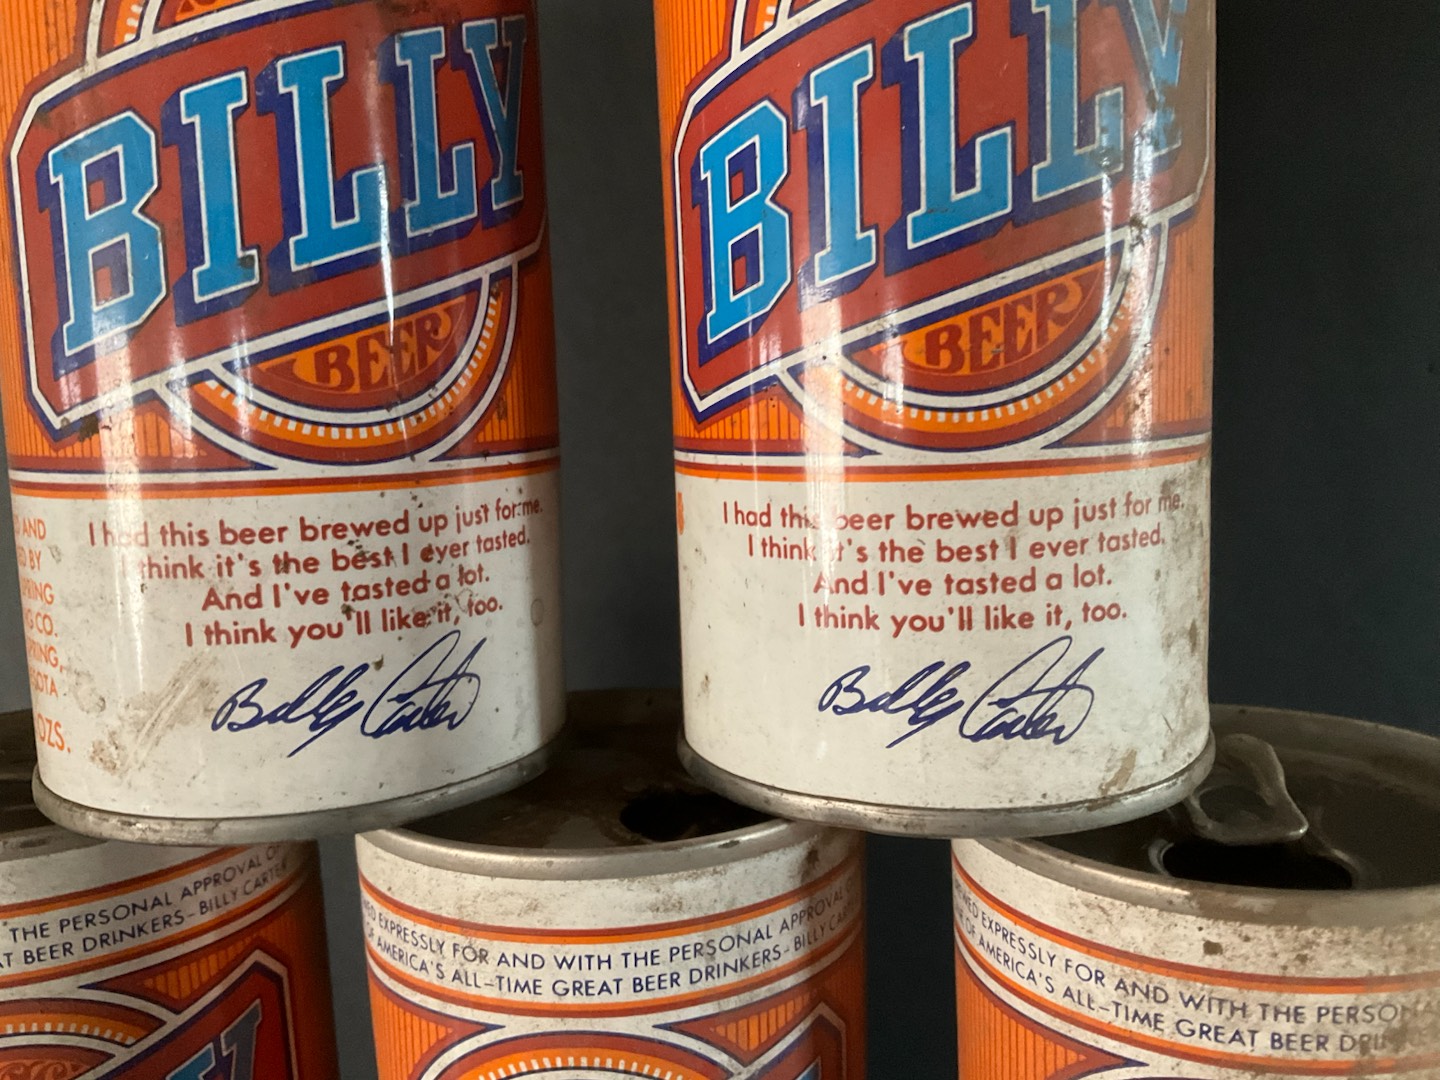 BILLY
BEER
AND
I had this beer brewed up just for me.
I think it's the best I ever tasted.
And I've tasted a lot.
I think you'll like it, too.
Billy Carter
BY
CO.
OZS.
BILLY
BEER
I had this beer brewed up just for me.
I think it's the best I ever tasted.
And I've tasted a lot.
I think you'll like it, too.
Billy Carter
THE PERSONAL APPROVAL OF
BEER DRINKERS-BILLY CARTER
EXPRESSLY FOR AND WITH THE PERSONAL APPROVAL
OF AMERICA'S ALL-TIME GREAT BEER DRINKERS-BILLY
EXPRESSLY FOR AND WITH THE
OF AMERICA'S ALL-TIME GREAT BEER